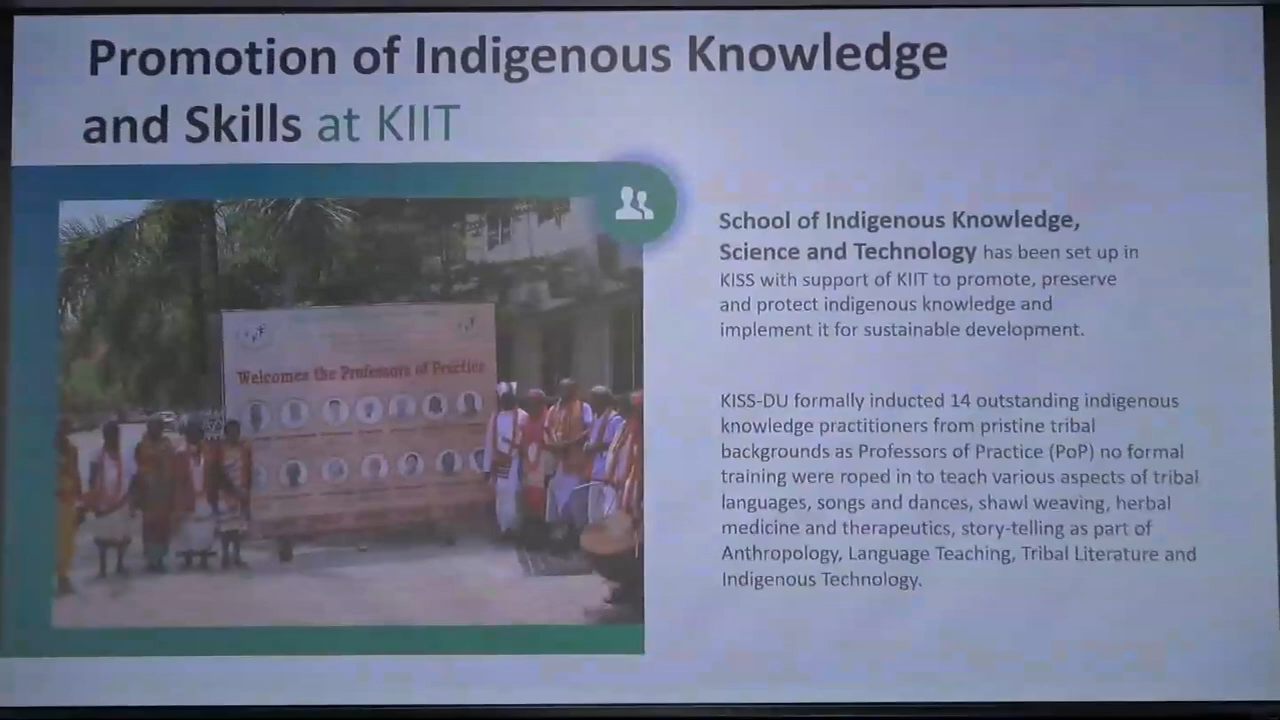 Promotion of Indigenous Knowledge
and Skills at KIIT
Welcomes the Professors of Practice
School of Indigenous Knowledge,
Science and Technology has been set up in
KISS with support of KIIT to promote, preserve
and protect indigenous knowledge and
implement it for sustainable development.
KISS-DU formally inducted 14 outstanding indigenous
knowledge practitioners from pristine tribal
backgrounds as Professors of Practice (PoP) no formal
training were roped in to teach various aspects of tribal
languages, songs and dances, shawl weaving, herbal
medicine and therapeutics, story-telling as part of
Anthropology, Language Teaching, Tribal Literature and
Indigenous Technology.